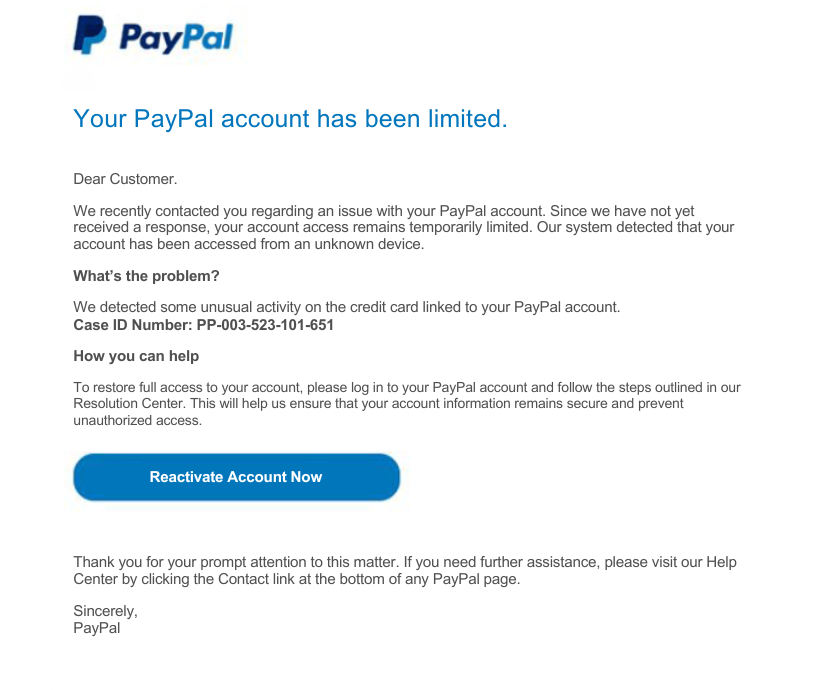 PayPal
Your PayPal account has been limited.
Dear Customer.
We recently contacted you regarding an issue with your PayPal account. Since we have not yet
received a response, your account access remains temporarily limited. Our system detected that your
account has been accessed from an unknown device.
What’s the problem?
We detected some unusual activity on the credit card linked to your PayPal account.
Case ID Number: PP-003-523-101-651
How you can help
To restore full access to your account, please log in to your PayPal account and follow the steps outlined in our
Resolution Center. This will help us ensure that your account information remains secure and prevent
unauthorized access.
Reactivate Account Now
Thank you for your prompt attention to this matter. If you need further assistance, please visit our Help
Center by clicking the Contact link at the bottom of any PayPal page.
Sincerely,
PayPal